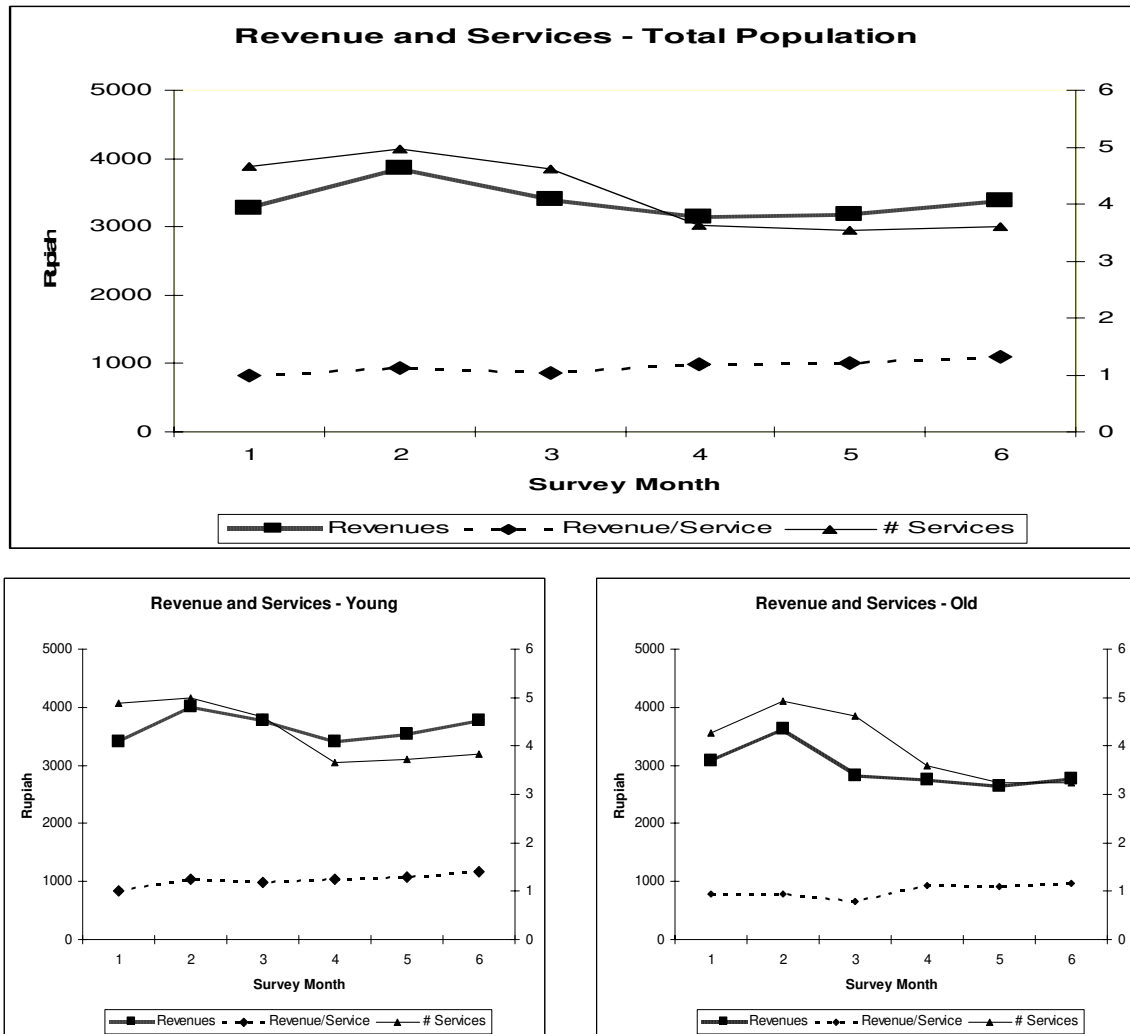 Revenue and Services - Total Population
5000
4000
3000
2000
1000
0
6
5
4
3
2
1
0
Rupiah
1 2 3 4 5 6
Survey Month
Revenues Revenue/Service # Services
Revenue and Services - Young
5000
4000
3000
2000
1000
0
6
5
4
3
2
1
0
Rupiah
1 2 3 4 5 6
Survey Month
Revenues Revenue/Service # Services
Revenue and Services - Old
5000
4000
3000
2000
1000
0
6
5
4
3
2
1
0
Rupiah
1 2 3 4 5 6
Survey Month
Revenues Revenue/Service # Services